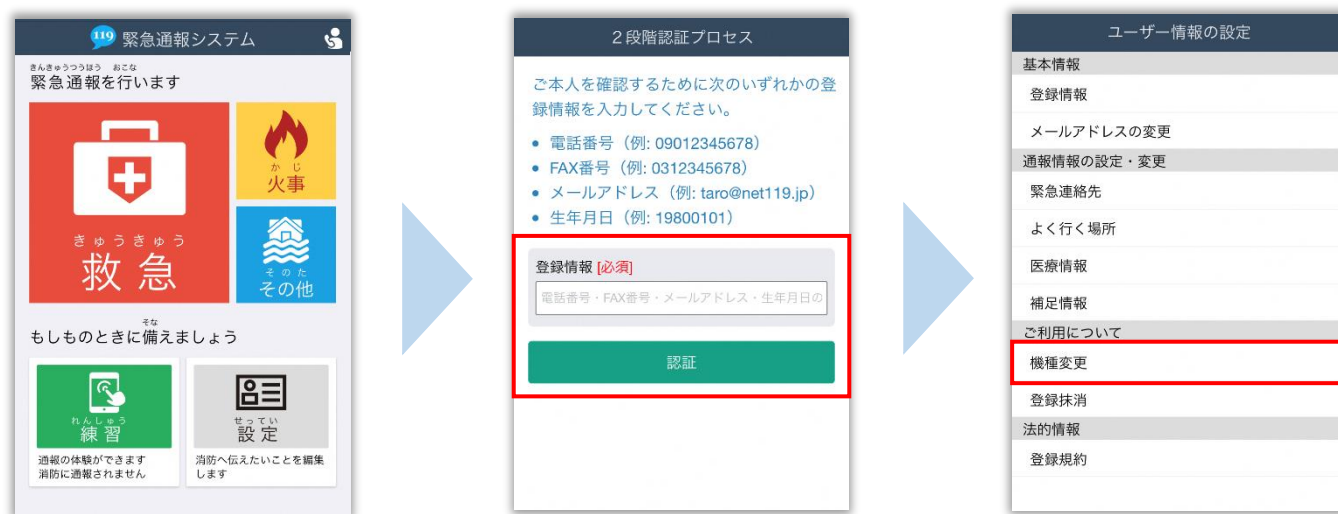 119 緊急通報システム
きんきゅうつうほう おこな
緊急通報を行います
かじ
火事
きゅうきゅう
救急
そのた
その他
そな
もしものときに備えましょう
れんしゅう
練習
通報の体験ができます
消防に通報されません
せってい
設定
消防へ伝えたいことを編集
します
2段階認証プロセス
ご本人を確認するために次のいずれかの登
録情報を入力してください。
• 電話番号（例: 09012345678）
• FAX番号（例: 0312345678）
• メールアドレス（例: taro@net119.jp）
• 生年月日（例: 19800101）
登録情報 [必須]
電話番号・FAX番号・メールアドレス・生年月日の
認証
ユーザー情報の設定
基本情報
登録情報
メールアドレスの変更
通報情報の設定・変更
緊急連絡先
よく行く場所
医療情報
補足情報
ご利用について
機種変更
登録抹消
法的情報
登録規約